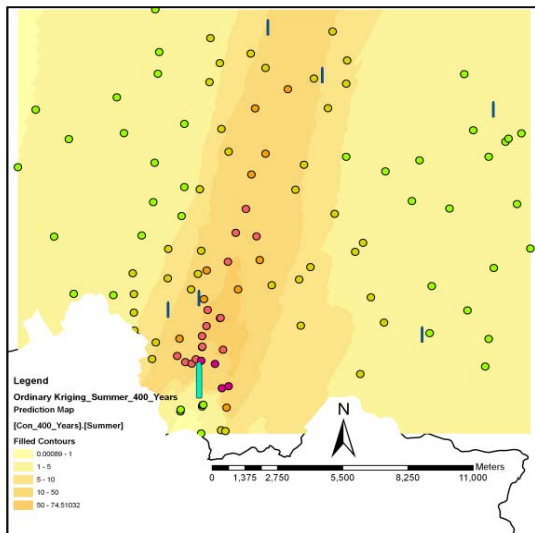 Legend
Ordinary Kriging_Summer_400_Years
Prediction Map
[Con_400_Years].[Summer]
Filled Contours
0.00089 - 1
1 - 5
5 - 10
10 - 50
50 - 74.51032
N
Meters
0 1,375 2,750 5,500 8,250 11,000